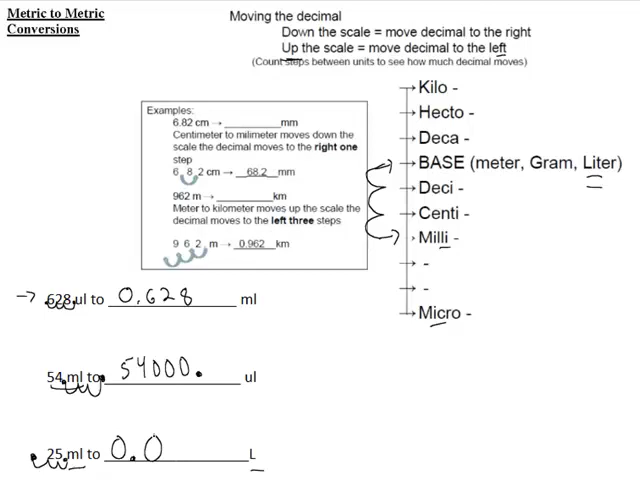 Metric to Metric
Conversions
Moving the decimal
Down the scale = move decimal to the right
Up the scale = move decimal to the left
(Count steps between units to see how much decimal moves)
Examples:
6.82 cm → __________ mm
Centimeter to milimeter moves down the
scale the decimal moves to the right one
step
6 . 8 2 cm→ 68.2 mm
962 m → __________ km
Meter to kilometer moves up the scale the
decimal moves to the left three steps
9 6 2 m → 0.962 km
Kilo -
Hecto -
Deca -
BASE (meter, Gram, Liter)
Deci -
Centi -
Milli -
-
-
Micro -
→ 628.ul to 0.628 ml
54.ml to 54000. ul
.25.ml to 0.0 L